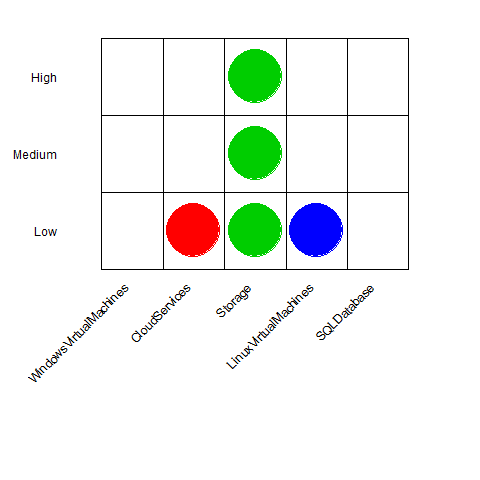 High
Medium
Low
WindowsVirtualMachines
CloudServices
Storage
LinuxVirtualMachines
SQLDatabase